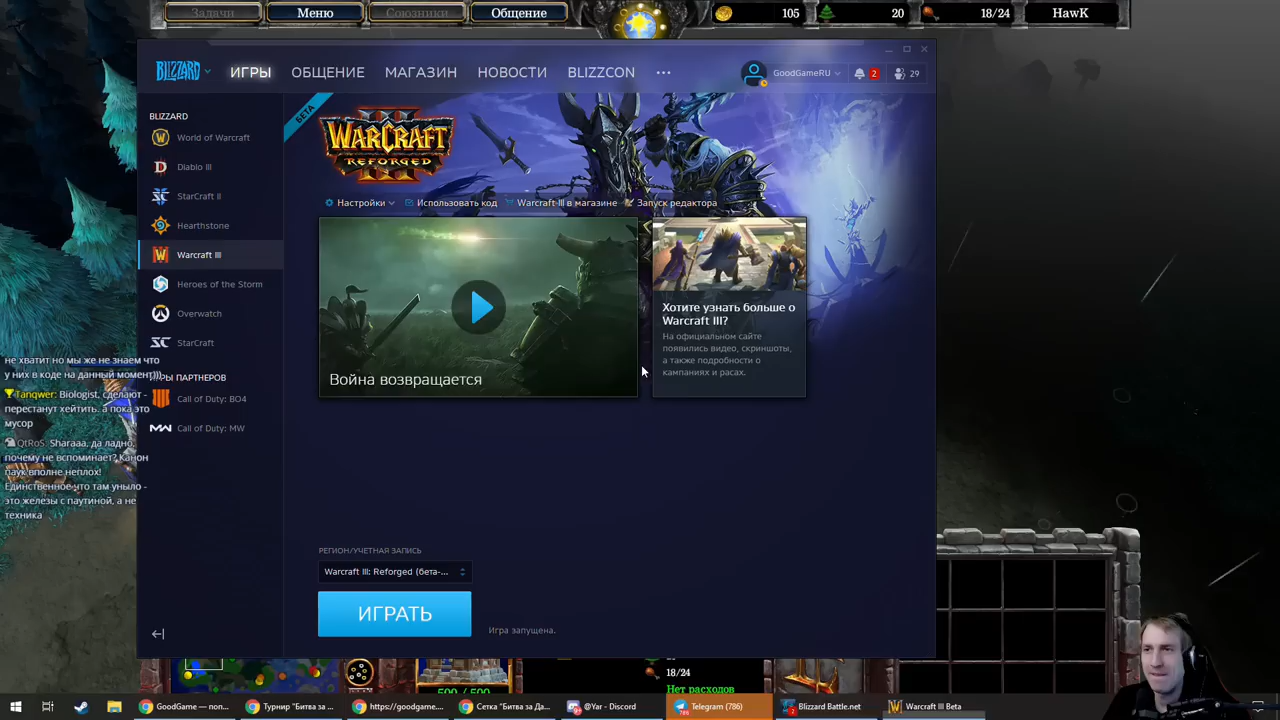 Задачи
Меню
Союзники
Общение
105
20
18/24
HawK
BLIZZARD
ИГРЫ
ОБЩЕНИЕ
МАГАЗИН
НОВОСТИ
BLIZZCON
GoodGameRU
2
29
BLIZZARD
World of Warcraft
Diablo III
StarCraft II
Hearthstone
Warcraft III
Heroes of the Storm
Overwatch
StarCraft
Call of Duty: BO4
Call of Duty: MW
БЕТА
WARCRAFT
III
REFORGED
Настройки
Использовать код
Warcraft III в магазине
Запуск редактора
Война возвращается
Хотите узнать больше о
Warcraft III?
На официальном сайте
появились видео, скриншоты,
а также подробности о
кампаниях и расах.
не хватит но мы же не знаем что
у них в коде на данный момент)))
Tanqwer: Biologist, сделают -
перестанут хейтить. а пока это
мусор
QtRoS: Sharaaa, да ладно,
почему не вспоминает? Канон
паук вполне неплох!
Единственное что там уныло -
это железы с паутиной, а не
техника
РЕГИОН/УЧЕТНАЯ ЗАПИСЬ
Warcraft III: Reforged (бета-...
ИГРАТЬ
Игра запущена.
18/24
Нет расходов
500 / 500
GoodGame — поп...
Турнир "Битва за ...
https://goodgame....
Сетка "Битва за Да...
@Yar - Discord
Telegram (786)
Blizzard Battle.net
Warcraft III Beta